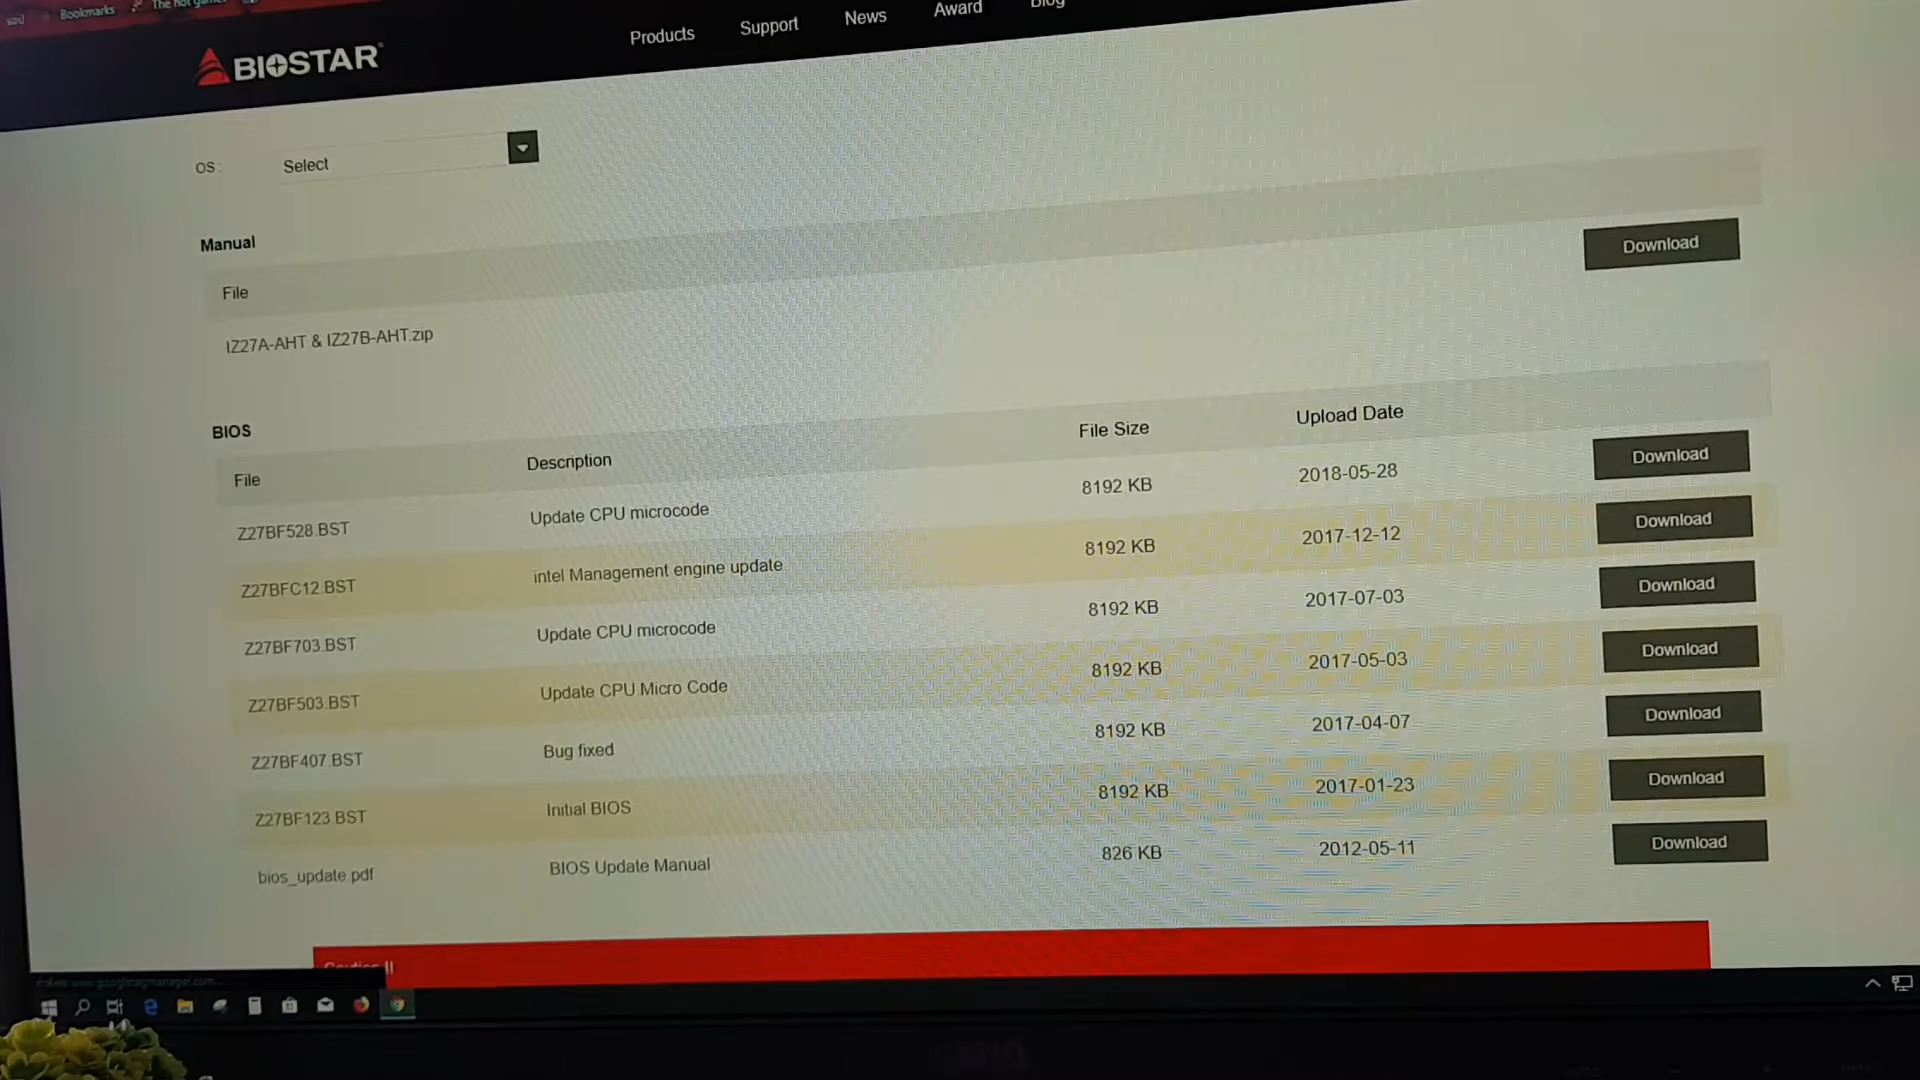 Bookmarks
BIOSTAR
Products Support News Award Blog
OS : Select
Manual
File
Download
IZ27A-AHT & IZ27B-AHT.zip
BIOS
File Description File Size Upload Date
Z27BF528.BST Update CPU microcode 8192 KB 2018-05-28 Download
Z27BFC12.BST intel Management engine update 8192 KB 2017-12-12 Download
Z27BF703.BST Update CPU microcode 8192 KB 2017-07-03 Download
Z27BF503.BST Update CPU Micro Code 8192 KB 2017-05-03 Download
Z27BF407.BST Bug fixed 8192 KB 2017-04-07 Download
Z27BF123.BST Initial BIOS 8192 KB 2017-01-23 Download
bios_update.pdf BIOS Update Manual 826 KB 2012-05-11 Download